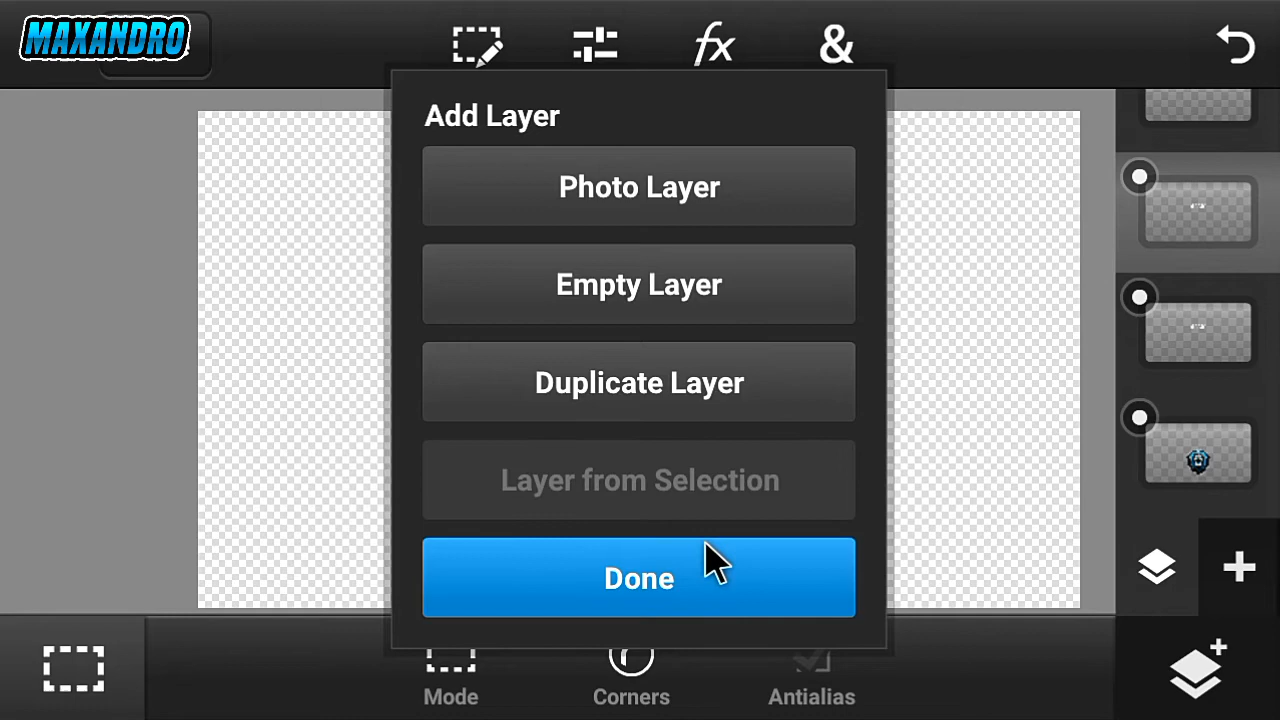 MAXANDRO
fx
&
Add Layer
Photo Layer
Empty Layer
Duplicate Layer
Layer from Selection
Done
Mode
Corners
Antialias